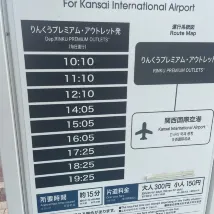 For Kansai International Airport
りんくうプレミアム・アウトレット発
Dep.RINKU PREMIUM OUTLETS
10:10
11:10
12:10
14:05
15:05
16:25
17:25
18:25
19:25
所要時間 約15分
片道料金 大人300円 小人150円
運行系統図
Route Map
りんくうプレミアム・アウト
RINKU PREMIUM OUTLETS
関西国際空港
Kansai International Airport